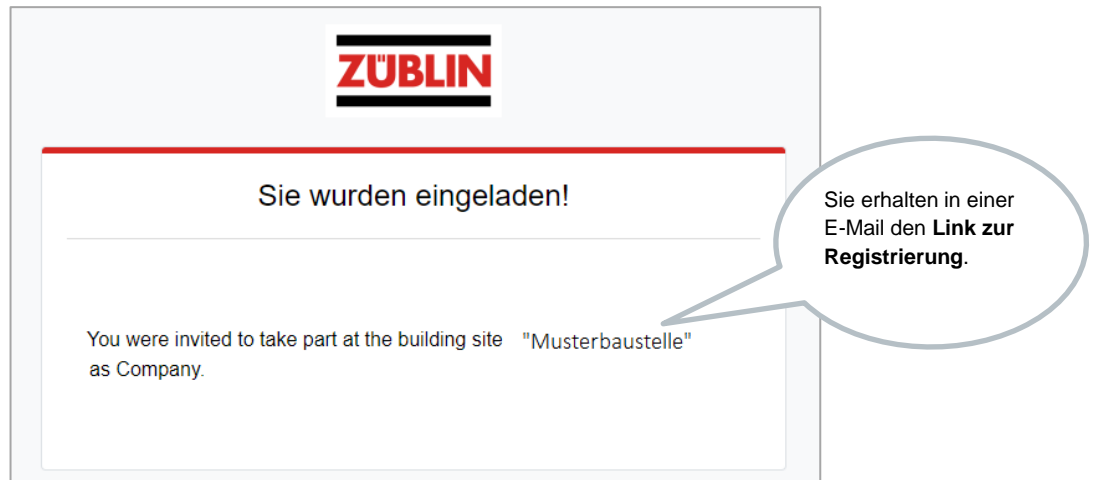 ZÜBLIN
Sie wurden eingeladen!
Sie erhalten in einer
E-Mail den Link zur
Registrierung.
You were invited to take part at the building site "Musterbaustelle"
as Company.